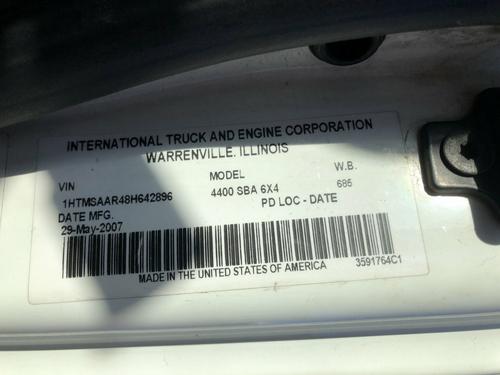 INTERNATIONAL TRUCK AND ENGINE CORPORATION
WARRENVILLE, ILLINOIS
VIN MODEL W.B.
1HTMSAAR48H642896 4400 SBA 6X4 685
DATE MFG. PD LOC - DATE
29-May-2007
MADE IN THE UNITED STATES OF AMERICA 3591764C1